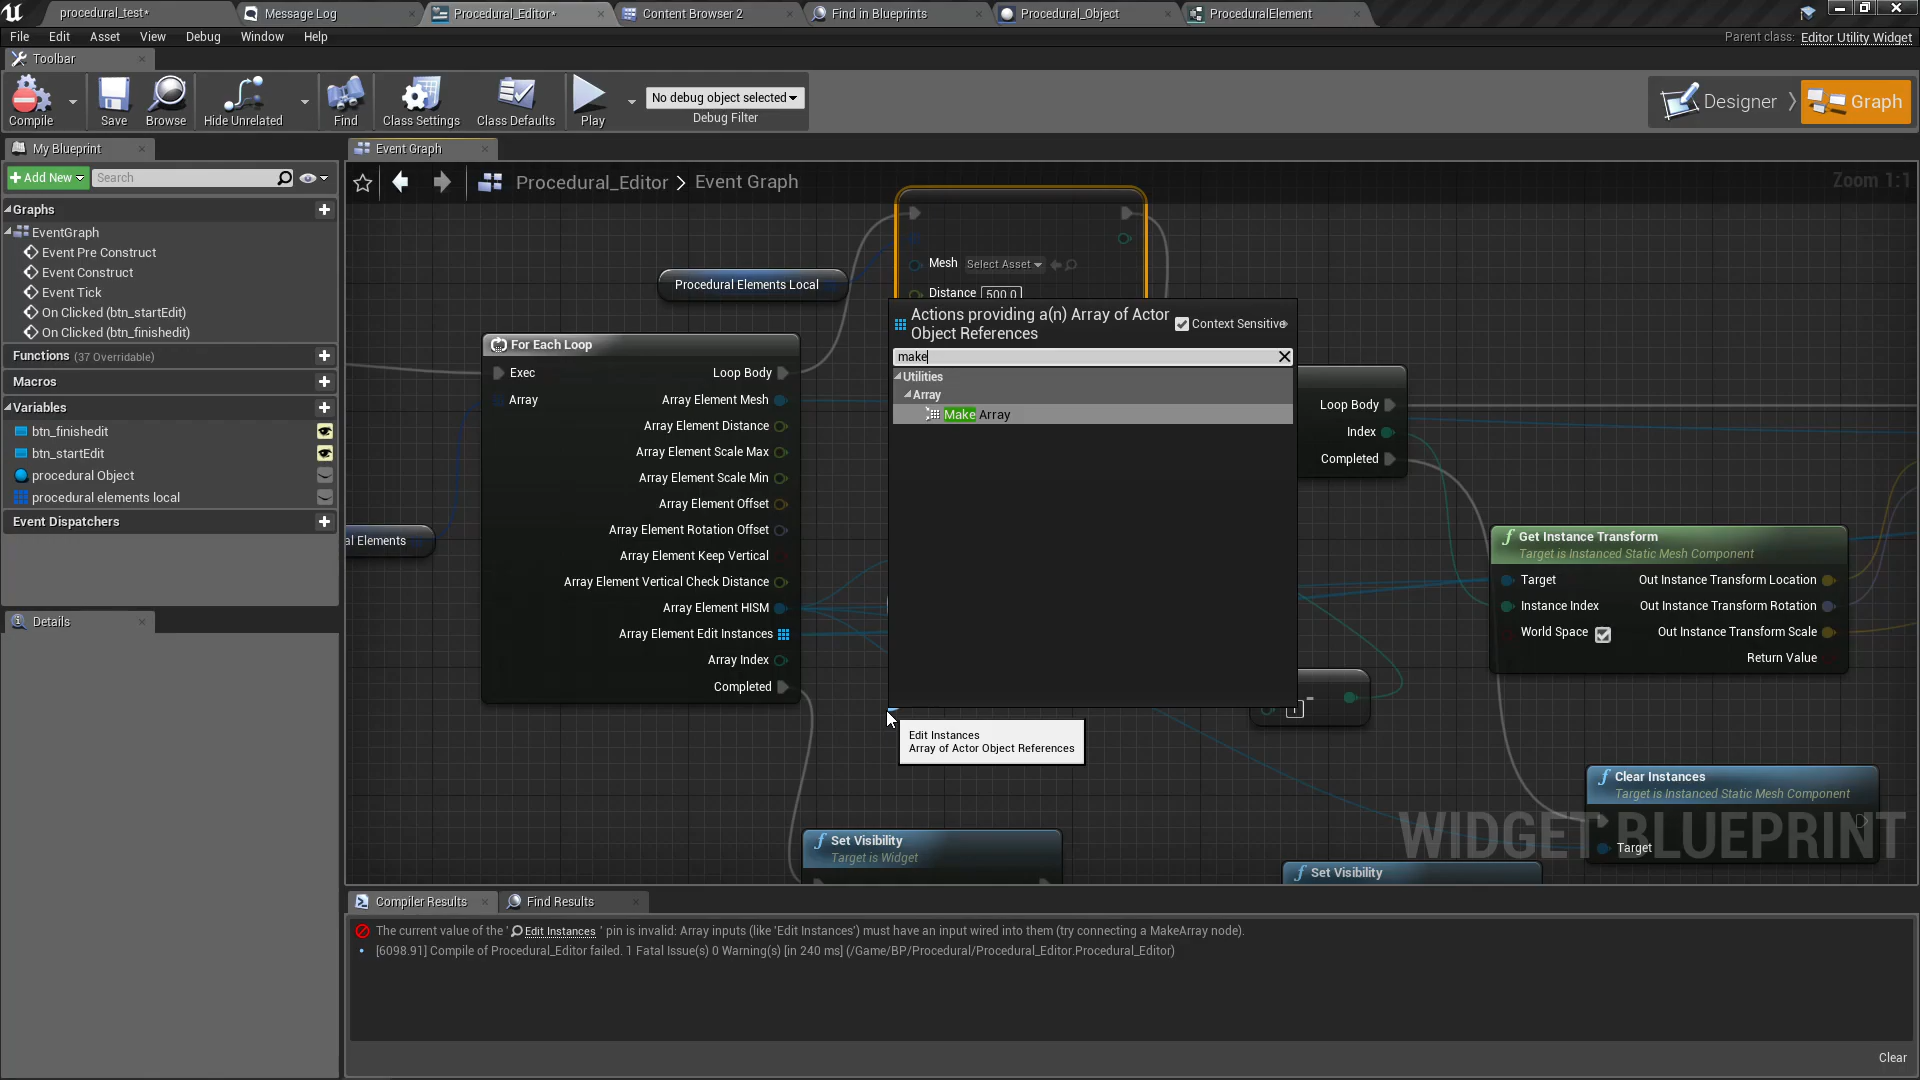 procedural_test*
Message Log
Procedural_Editor*
Content Browser 2
Find in Blueprints
Procedural_Object
ProceduralElement
File Edit Asset View Debug Window Help
Parent class: Editor Utility Widget
Toolbar
Compile
Save
Browse
Hide Unrelated
Find
Class Settings
Class Defaults
Play
No debug object selected
Debug Filter
Designer
Graph
My Blueprint
Add New
Search
Graphs
EventGraph
Event Pre Construct
Event Construct
Event Tick
On Clicked (btn_startEdit)
On Clicked (btn_finishedit)
Functions (37 Overridable)
Macros
Variables
btn_finishedit
btn_startEdit
procedural Object
procedural elements local
Event Dispatchers
Details
Event Graph
Procedural_Editor > Event Graph
Zoom 1:1
Procedural Elements Local
Mesh Select Asset
Distance 500.0
For Each Loop
Exec
Array
Loop Body
Array Element Mesh
Array Element Distance
Array Element Scale Max
Array Element Scale Min
Array Element Offset
Array Element Rotation Offset
Array Element Keep Vertical
Array Element Vertical Check Distance
Array Element HISM
Array Element Edit Instances
Array Index
Completed
al Elements
Actions providing a(n) Array of Actor
Object References
Context Sensitive
make
Utilities
Array
Make Array
Edit Instances
Array of Actor Object References
Loop Body
Index
Completed
Get Instance Transform
Target is Instanced Static Mesh Component
Target
Instance Index
World Space
Out Instance Transform Location
Out Instance Transform Rotation
Out Instance Transform Scale
Return Value
1
Clear Instances
Target is Instanced Static Mesh Component
Target
Set Visibility
Target is Widget
Set Visibility
WIDGET BLUEPRINT
Compiler Results
Find Results
The current value of the ' Edit Instances ' pin is invalid: Array inputs (like 'Edit Instances') must have an input wired into them (try connecting a MakeArray node).
[6098.91] Compile of Procedural_Editor failed. 1 Fatal Issue(s) 0 Warning(s) [in 240 ms] (/Game/BP/Procedural/Procedural_Editor.Procedural_Editor)
Clear